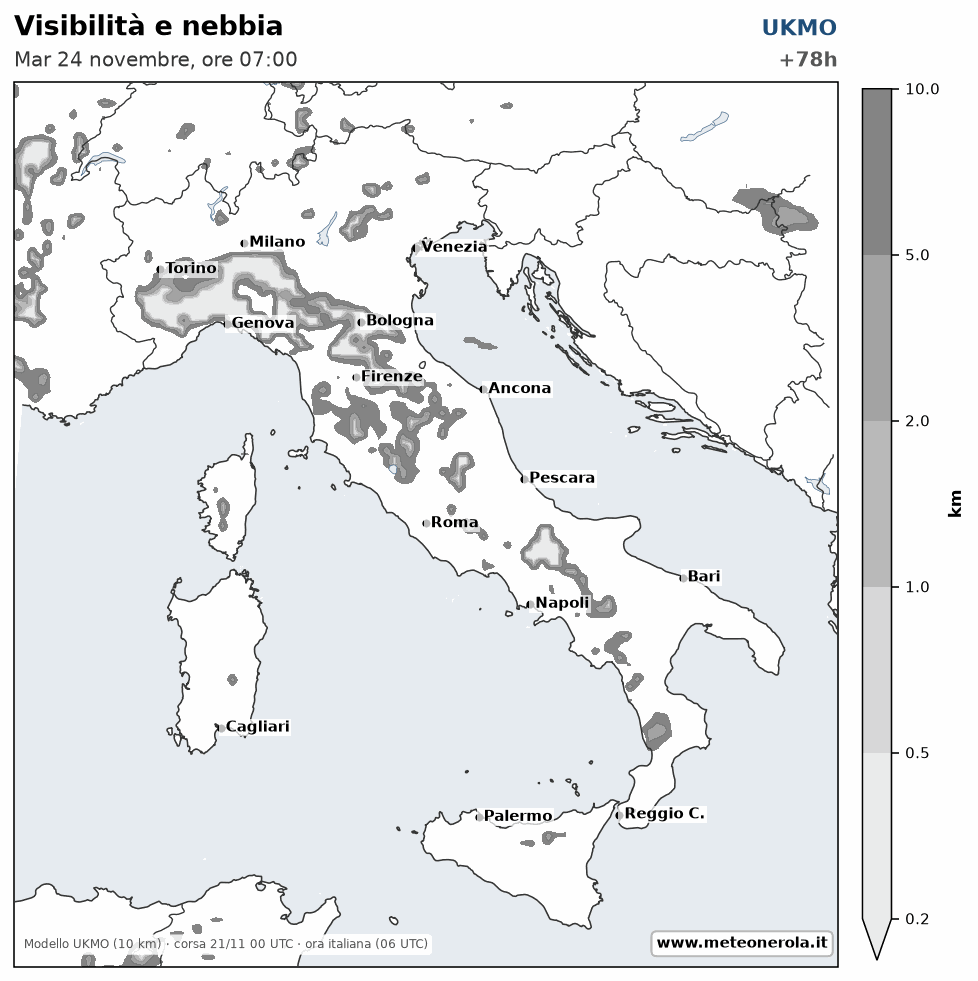 Visibilità e nebbia
UKMO
Mar 24 novembre, ore 07:00
+78h
10.0
5.0
2.0
1.0
0.5
0.2
km
Milano
Venezia
Torino
Genova
Bologna
Firenze
Ancona
Pescara
Roma
Bari
Napoli
Cagliari
Palermo
Reggio C.
Modello UKMO (10 km) · corsa 21/11 00 UTC · ora italiana (06 UTC)
www.meteonerola.it